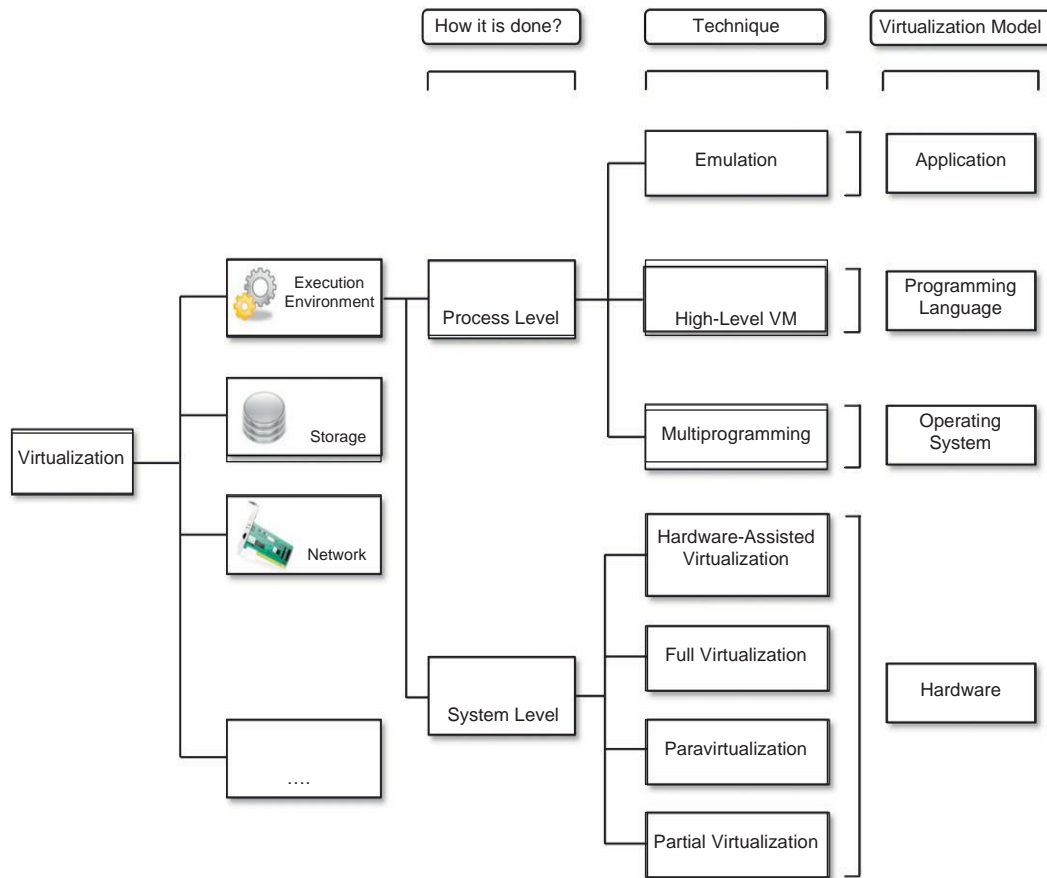 How it is done?
Technique
Virtualization Model
Emulation
Application
Execution
Environment
Process Level
High-Level VM
Programming
Language
Storage
Multiprogramming
Operating
System
Virtualization
Network
Hardware-Assisted
Virtualization
Full Virtualization
System Level
Hardware
Paravirtualization
....
Partial Virtualization